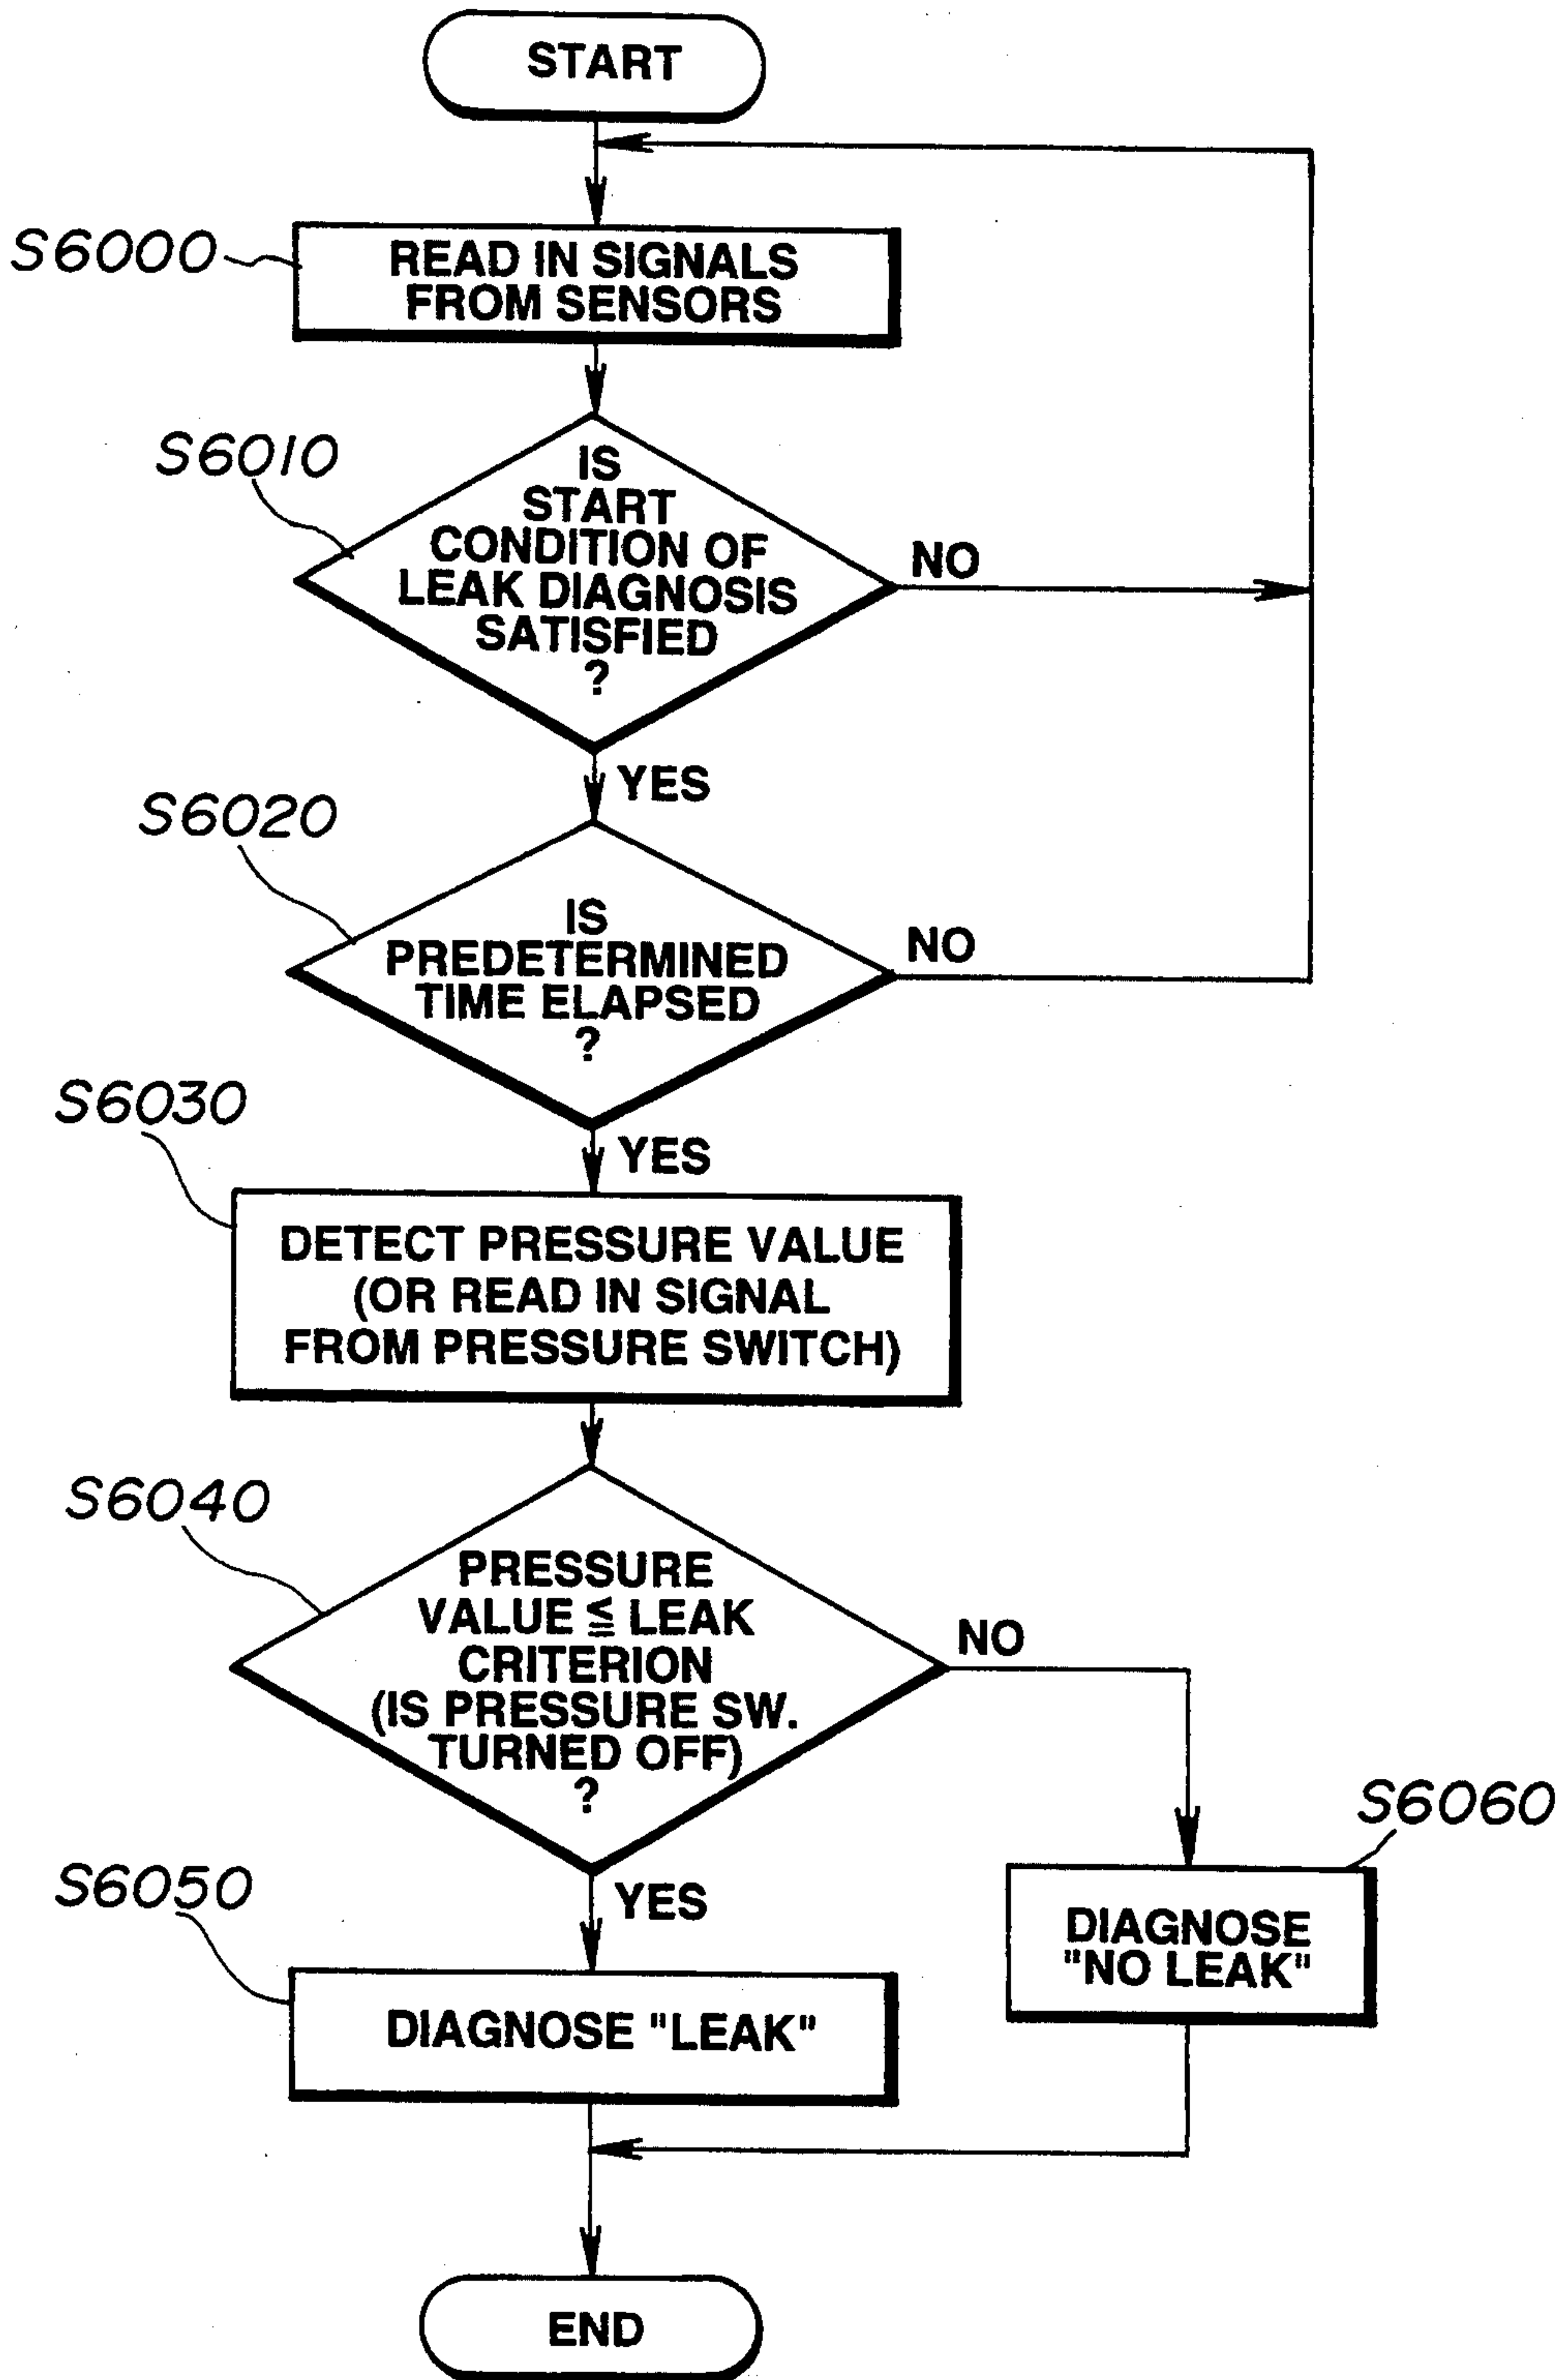 START
S6000
READ IN SIGNALS
FROM SENSORS
S6010
IS
START
CONDITION OF
LEAK DIAGNOSIS
SATISFIED
?
NO
YES
S6020
IS
PREDETERMINED
TIME ELAPSED
?
NO
YES
S6030
DETECT PRESSURE VALUE
(OR READ IN SIGNAL
FROM PRESSURE SWITCH)
S6040
PRESSURE
VALUE ≦ LEAK
CRITERION
(IS PRESSURE SW.
TURNED OFF)
?
NO
YES
S6060
DIAGNOSE
"NO LEAK"
S6050
DIAGNOSE "LEAK"
END